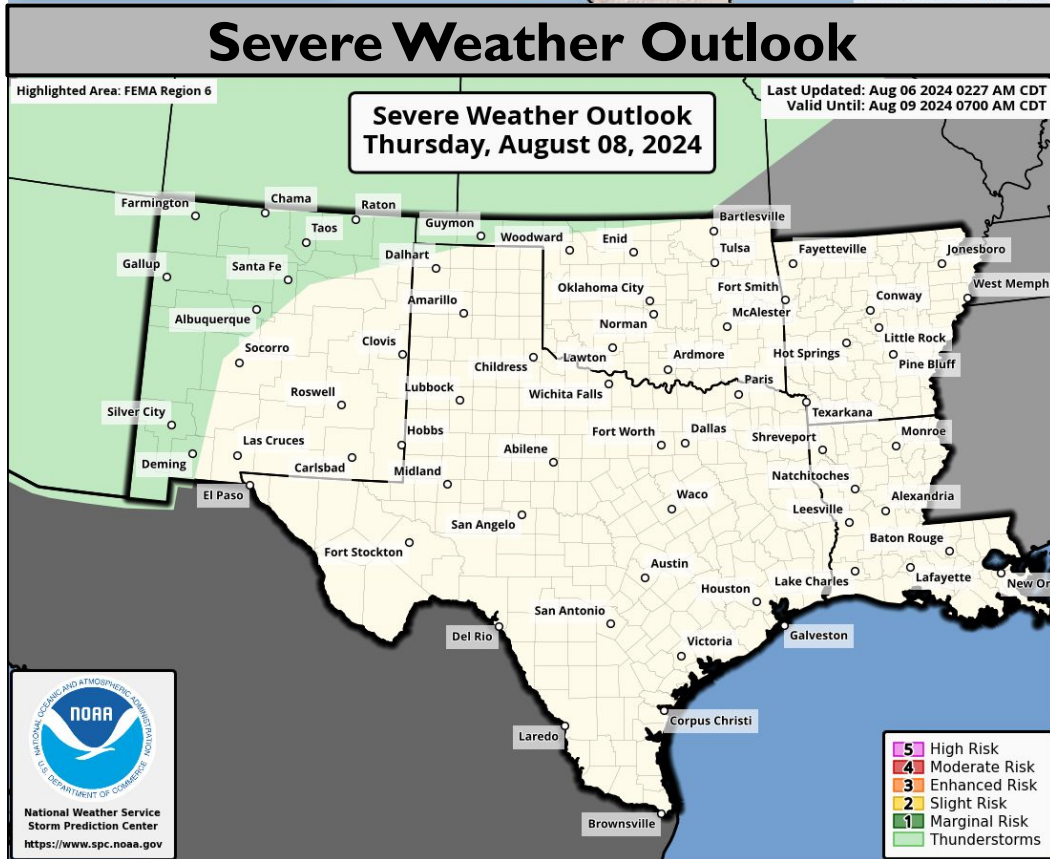 Severe Weather Outlook
Highlighted Area: FEMA Region 6
Last Updated: Aug 06 2024 0227 AM CDT
Valid Until: Aug 09 2024 0700 AM CDT
Severe Weather Outlook
Thursday, August 08, 2024
Farmington
Chama
Raton
Taos
Guymon
Bartlesville
Woodward
Enid
Tulsa
Fayetteville
Jonesboro
Gallup
Santa Fe
Dalhart
West Memph
Oklahoma City
Fort Smith
Conway
Amarillo
Albuquerque
Norman
McAlester
Little Rock
Socorro
Clovis
Childress
Lawton
Ardmore
Hot Springs
Pine Bluff
Roswell
Lubbock
Wichita Falls
Paris
Silver City
Texarkana
Las Cruces
Hobbs
Abilene
Fort Worth
Dallas
Shreveport
Monroe
Deming
Carlsbad
Midland
Natchitoches
El Paso
Waco
Alexandria
San Angelo
Leesville
Fort Stockton
Baton Rouge
Austin
Houston
Lake Charles
Lafayette
New Or
San Antonio
Del Rio
Victoria
Galveston
Laredo
Corpus Christi
Brownsville
NATIONAL OCEANIC AND ATMOSPHERIC ADMINISTRATION
NOAA
U.S. DEPARTMENT OF COMMERCE
National Weather Service
Storm Prediction Center
https://www.spc.noaa.gov
5 High Risk
4 Moderate Risk
3 Enhanced Risk
2 Slight Risk
1 Marginal Risk
Thunderstorms